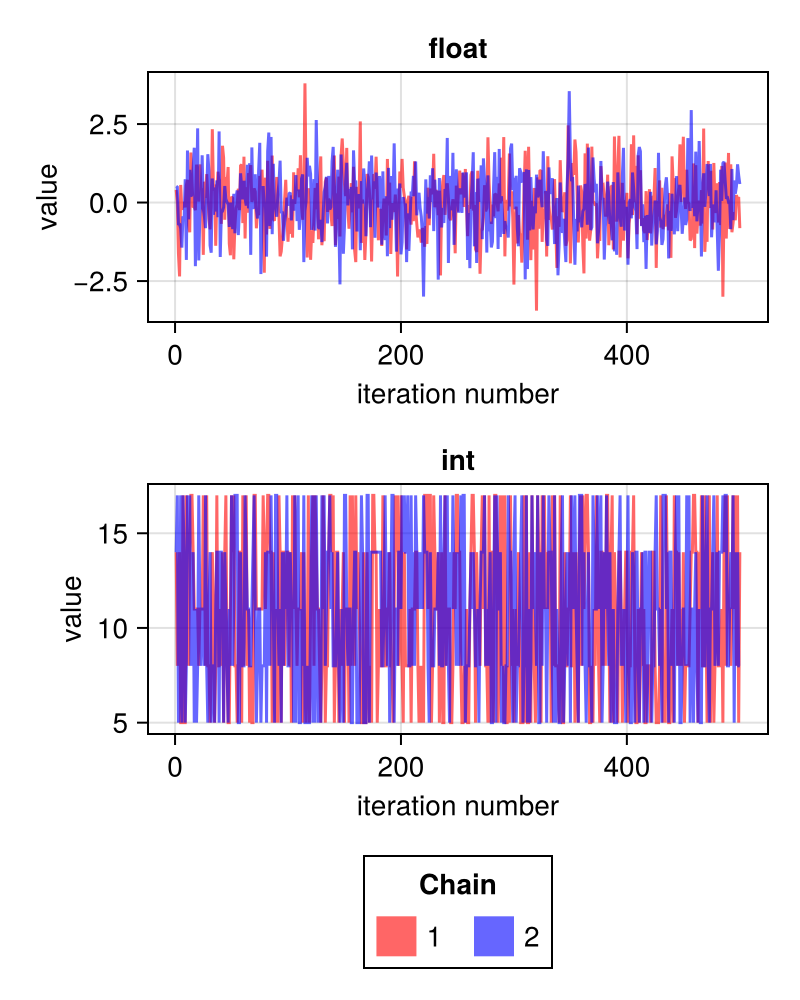 float
2.5
0.0
−2.5
value
0 200 400
iteration number
int
15
10
5
value
0 200 400
iteration number
Chain
1 2